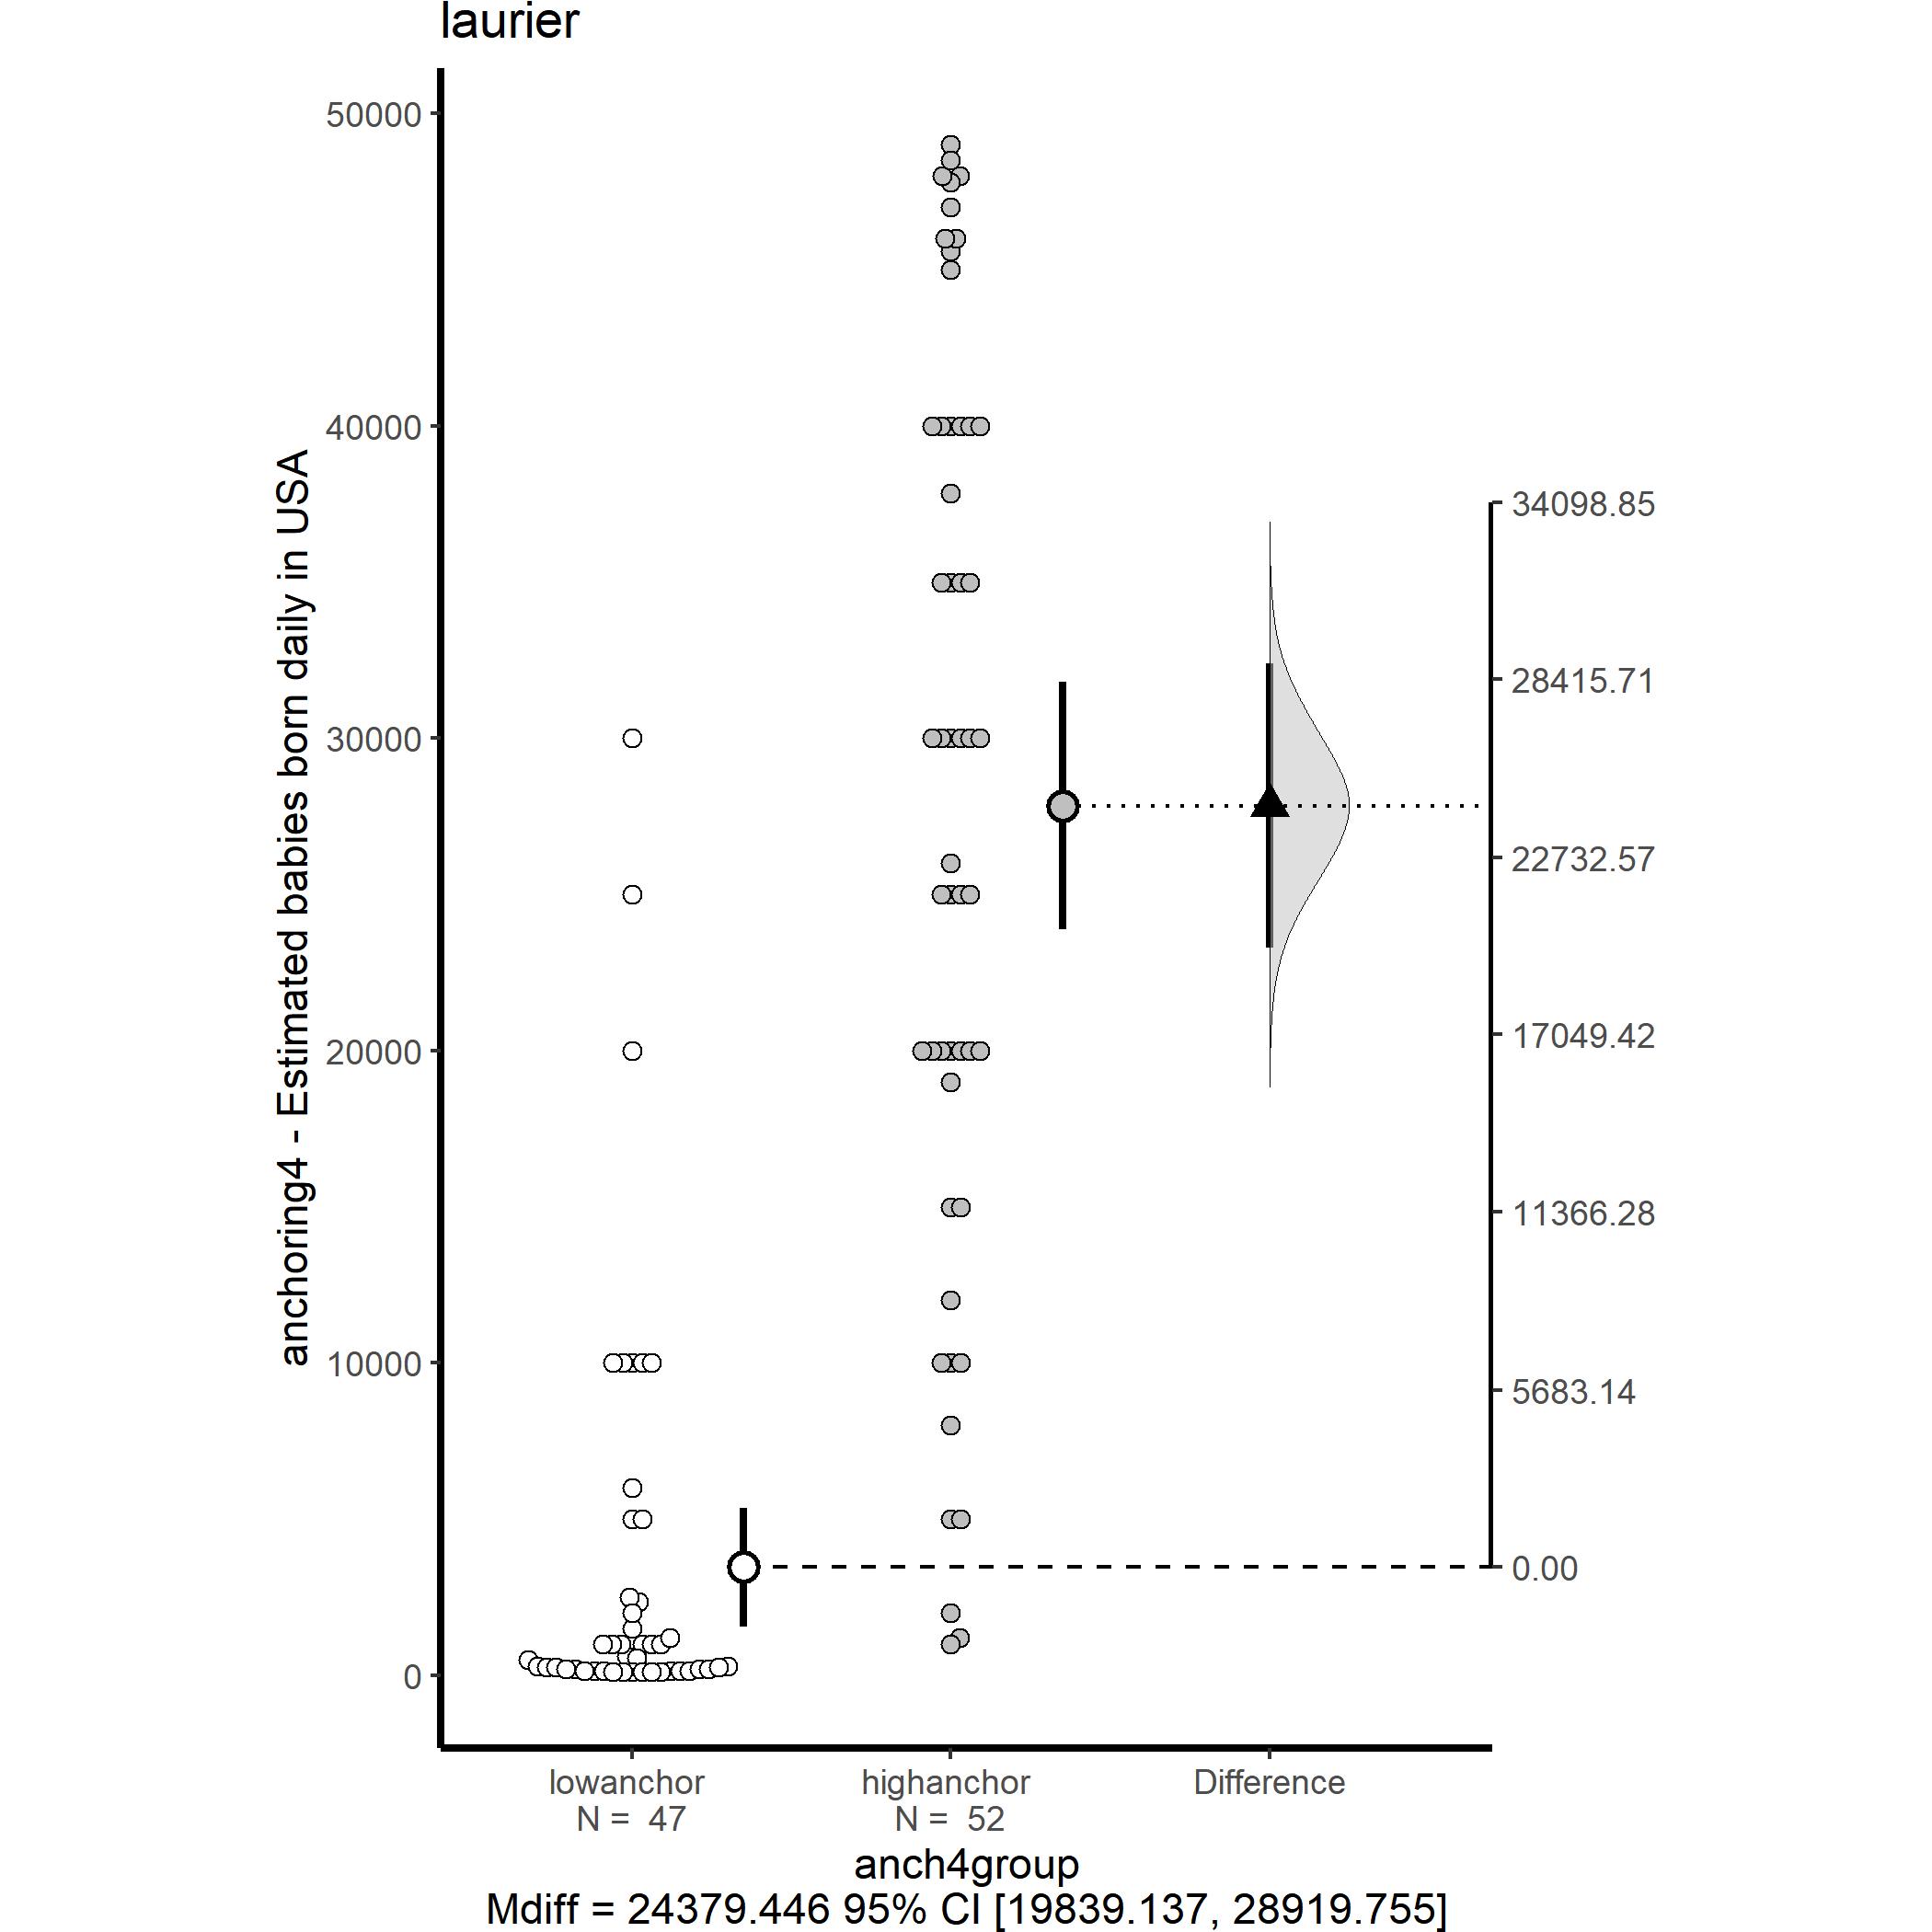 laurier
anchoring4 - Estimated babies born daily in USA
50000
40000
30000
20000
10000
0
34098.85
28415.71
22732.57
17049.42
11366.28
5683.14
0.00
lowanchor
N =  47
highanchor
N =  52
Difference
anch4group
Mdiff = 24379.446 95% CI [19839.137, 28919.755]